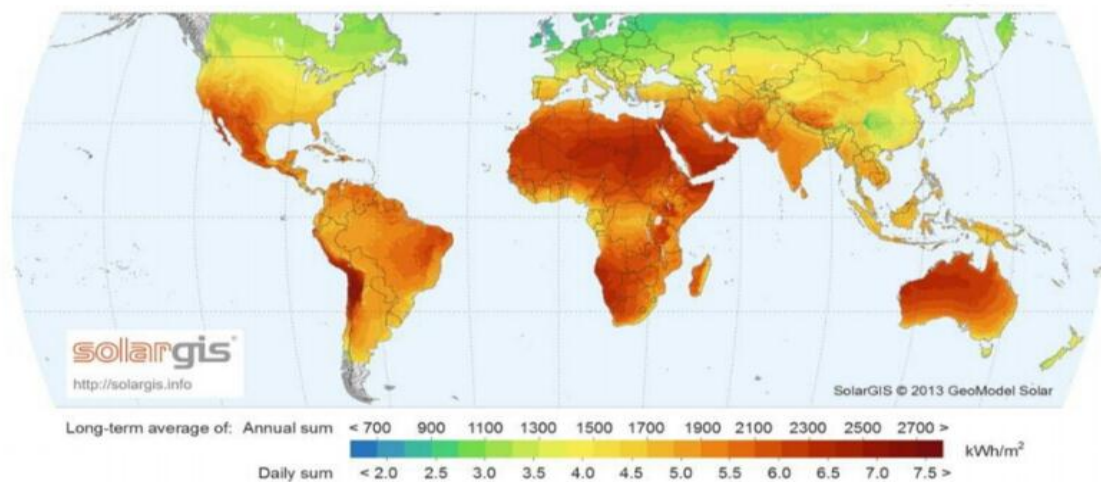 solargis
http://solargis.info
SolarGIS © 2013 GeoModel Solar
Long-term average of: Annual sum < 700 900 1100 1300 1500 1700 1900 2100 2300 2500 2700 > kWh/m²
Daily sum < 2.0 2.5 3.0 3.5 4.0 4.5 5.0 5.5 6.0 6.5 7.0 7.5 >